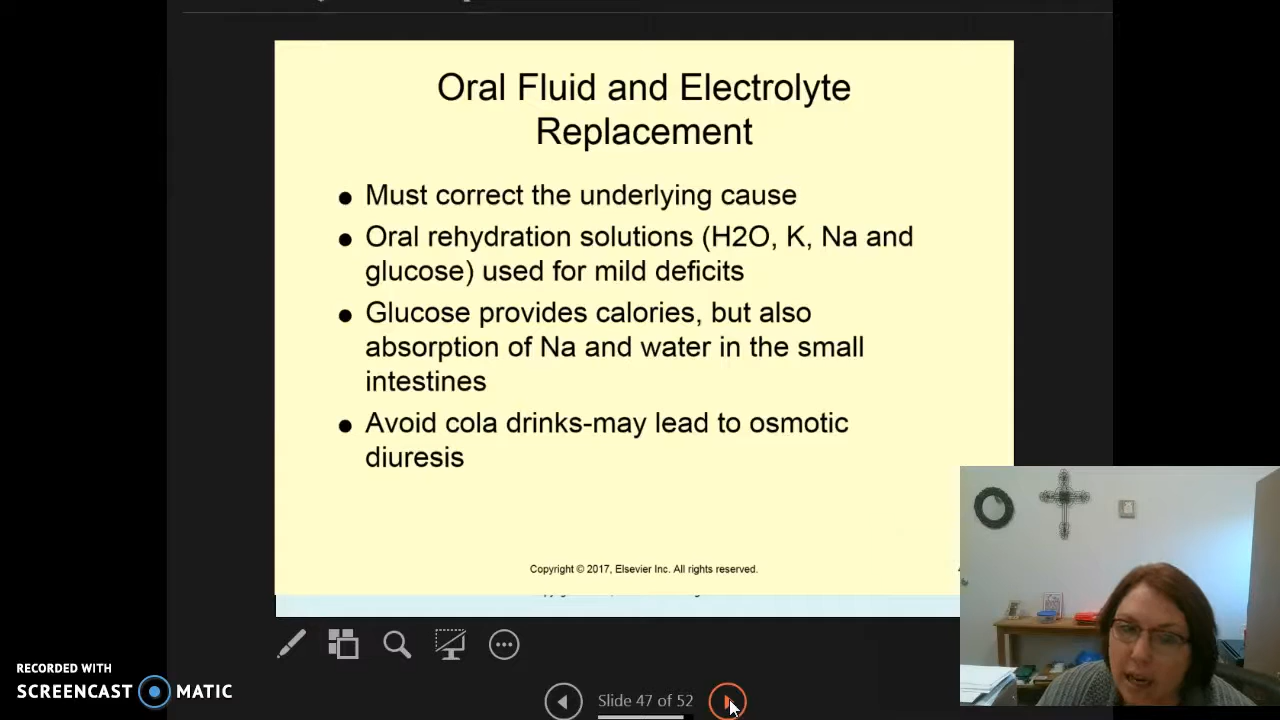 Oral Fluid and Electrolyte
Replacement
● Must correct the underlying cause
● Oral rehydration solutions (H2O, K, Na and
glucose) used for mild deficits
● Glucose provides calories, but also
absorption of Na and water in the small
intestines
● Avoid cola drinks-may lead to osmotic
diuresis
Copyright © 2017, Elsevier Inc. All rights reserved.
Slide 47 of 52
RECORDED WITH
SCREENCAST MATIC